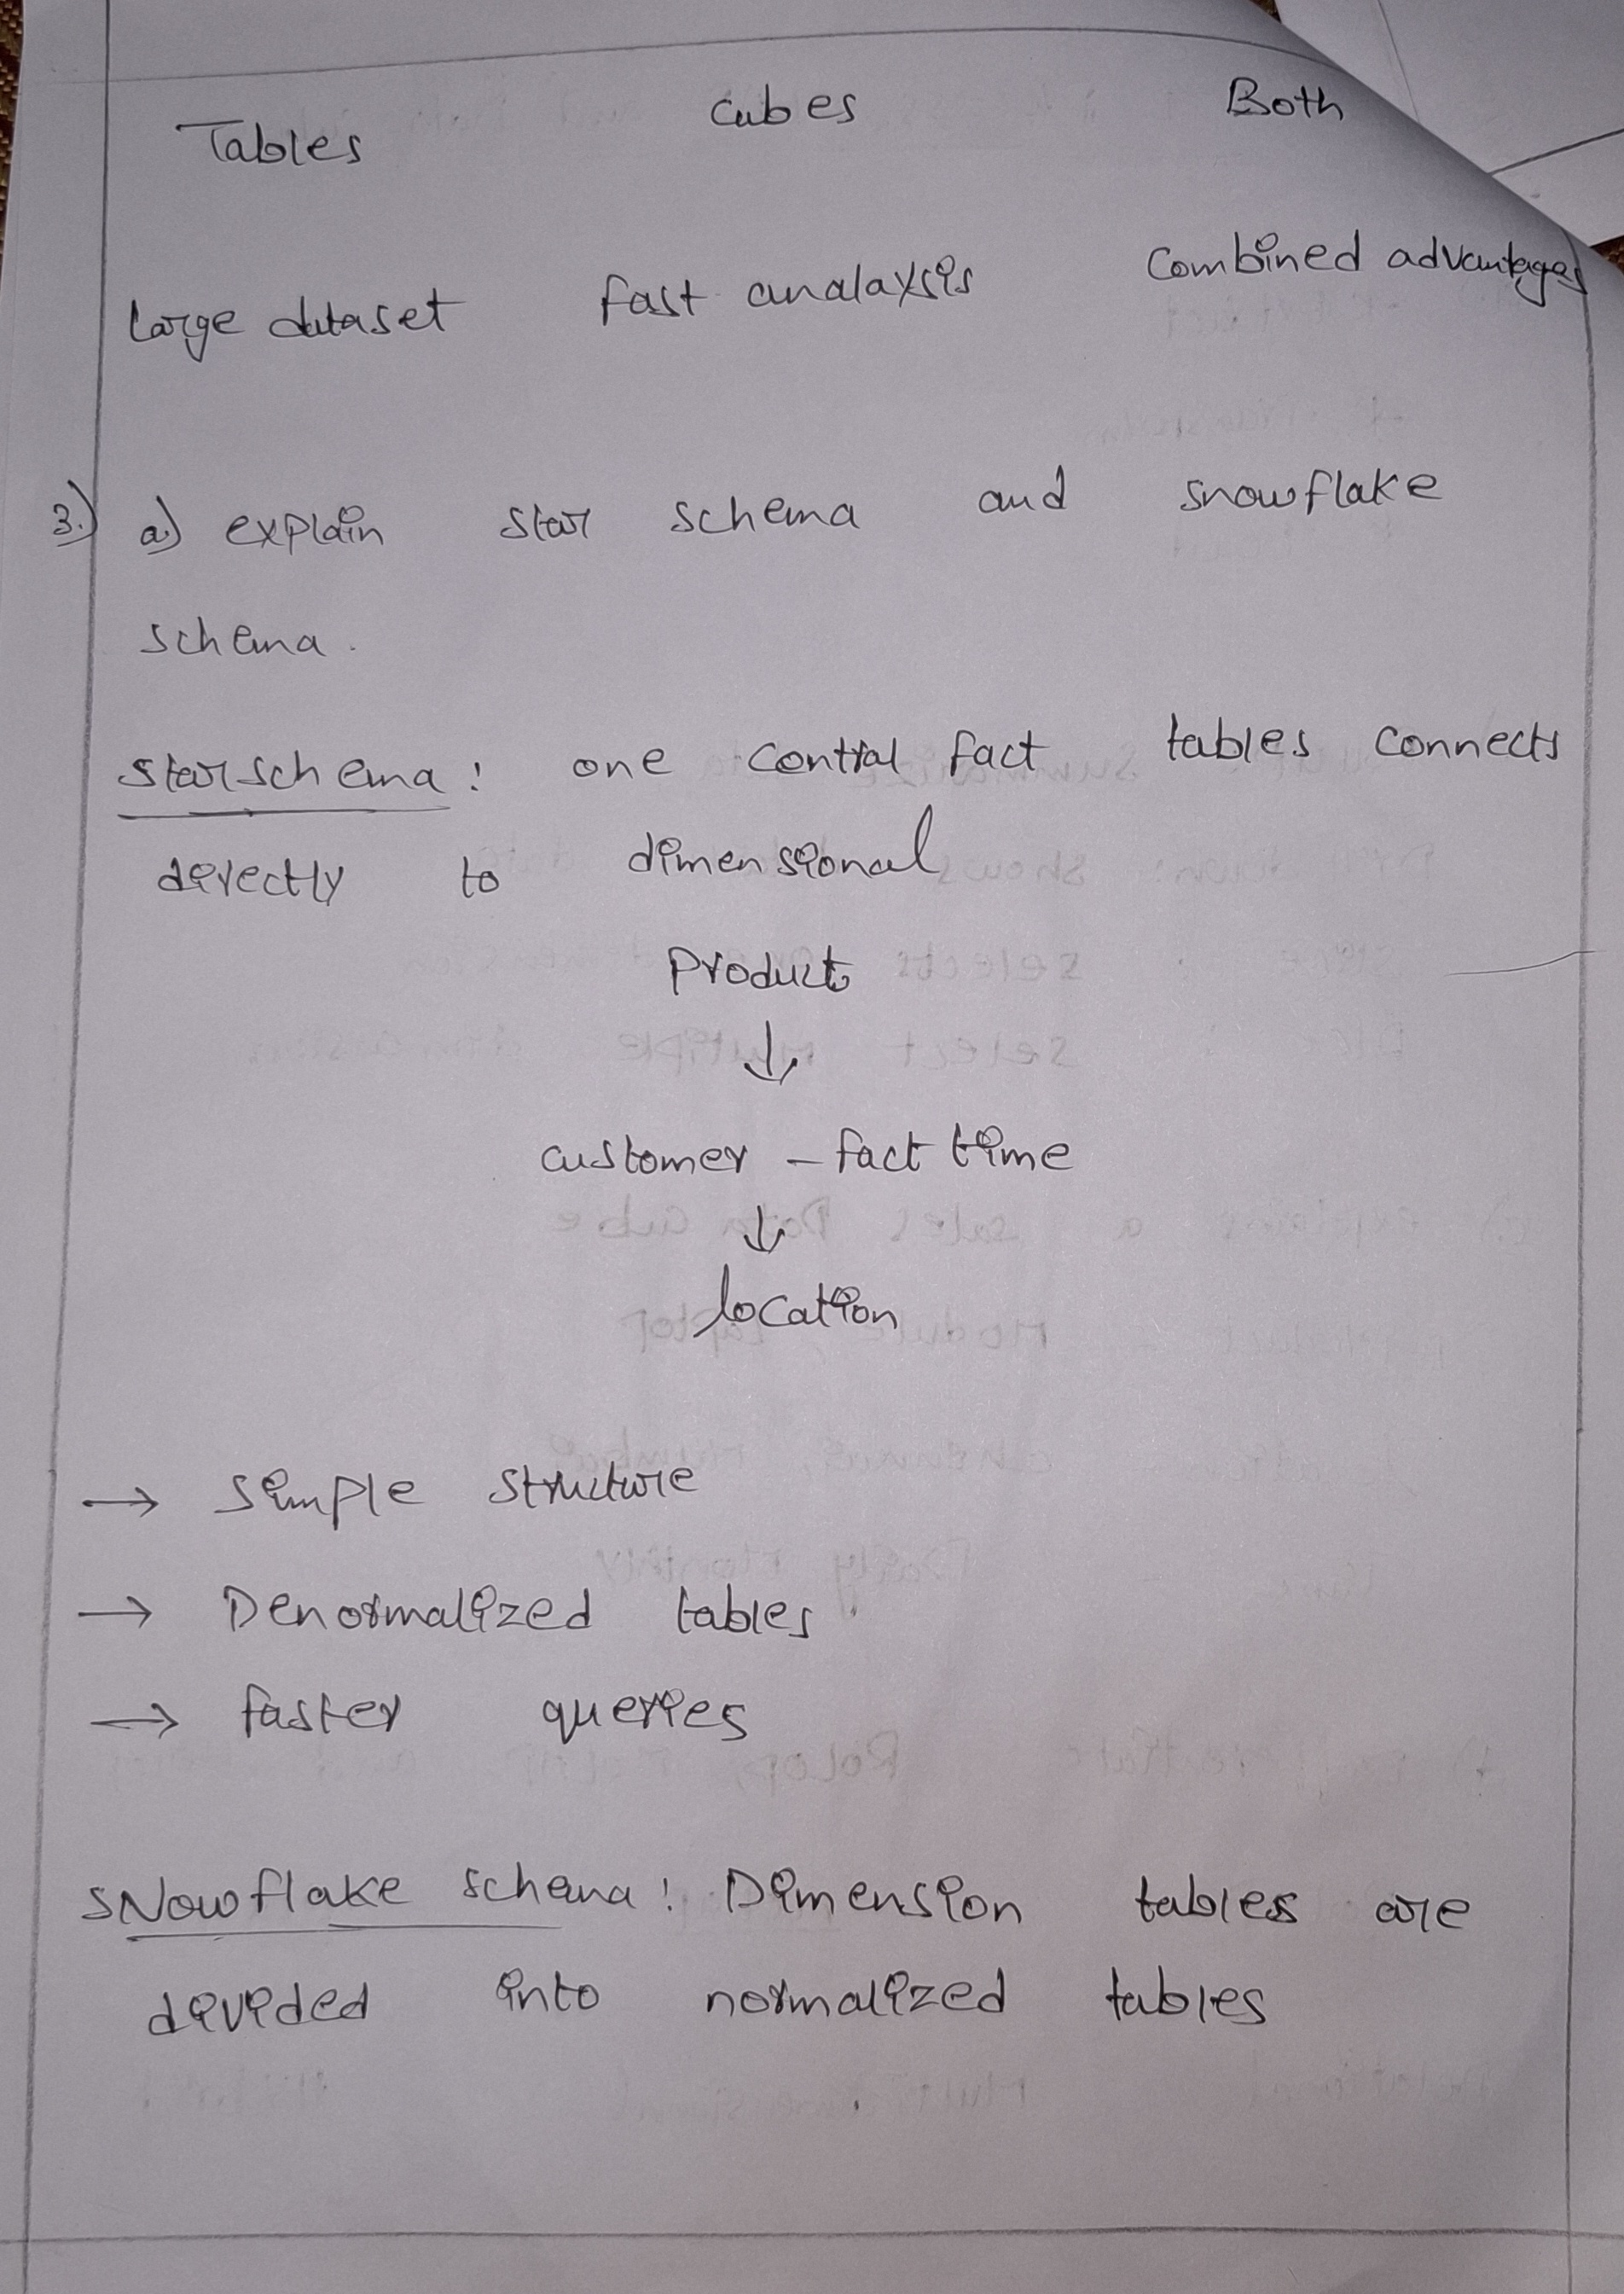 Tables cubes Both
large dataset fast analaysis Combined advantages
3.) a.) explain star schema and snowflake
schema.
star schema : one central fact tables connects
directly to dimensional
Product
↓
customer - fact time
↓
location
→ simple structure
→ Denormalized tables
→ faster queries
SNowflake schema : Dimension tables are
divided into normalized tables